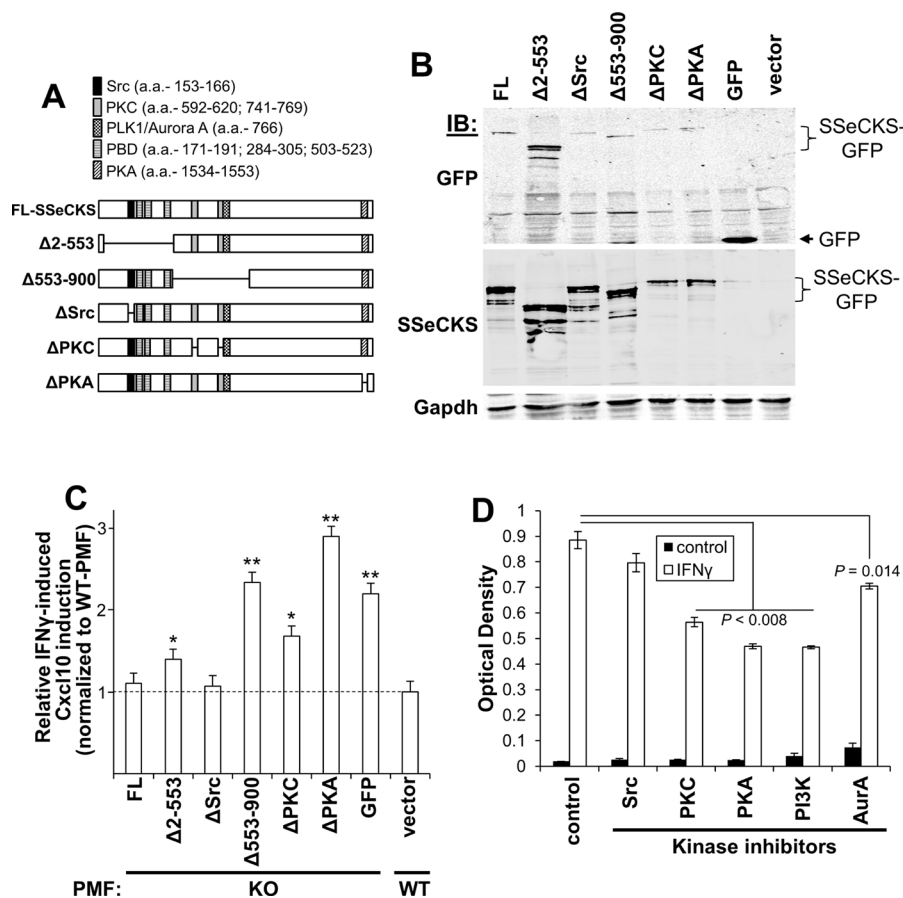 A
Src (a.a.- 153-166)
PKC (a.a.- 592-620; 741-769)
PLK1/Aurora A (a.a.- 766)
PBD (a.a.- 171-191; 284-305; 503-523)
PKA (a.a.- 1534-1553)
FL-SSeCKS
Δ2-553
Δ553-900
ΔSrc
ΔPKC
ΔPKA
B
FL
Δ2-553
ΔSrc
Δ553-900
ΔPKC
ΔPKA
GFP
vector
IB:
GFP
SSeCKS-
GFP
GFP
SSeCKS
SSeCKS-
GFP
Gapdh
C
Relative IFNγ-induced
Cxcl10 induction
(normalized to WT-PMF)
3
2
1
*
**
*
**
**
FL
Δ2-553
ΔSrc
Δ553-900
ΔPKC
ΔPKA
GFP
vector
PMF: KO WT
D
Optical Density
1
0.9
0.8
0.7
0.6
0.5
0.4
0.3
0.2
0.1
0
control
IFNγ
P = 0.014
P < 0.008
control
Src
PKC
PKA
PI3K
AurA
Kinase inhibitors